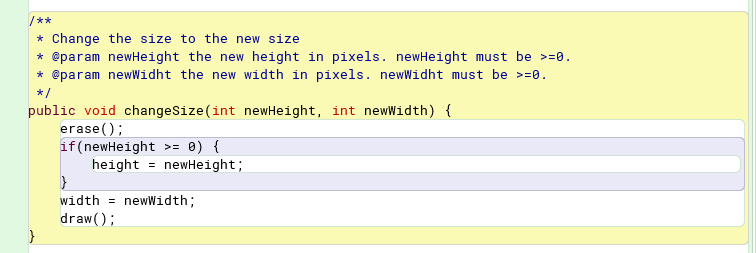 /**
 * Change the size to the new size
 * @param newHeight the new height in pixels. newHeight must be >=0.
 * @param newWidht the new width in pixels. newWidht must be >=0.
 */
public void changeSize(int newHeight, int newWidth) {
    erase();
    if(newHeight >= 0) {
        height = newHeight;
    }
    width = newWidth;
    draw();
}